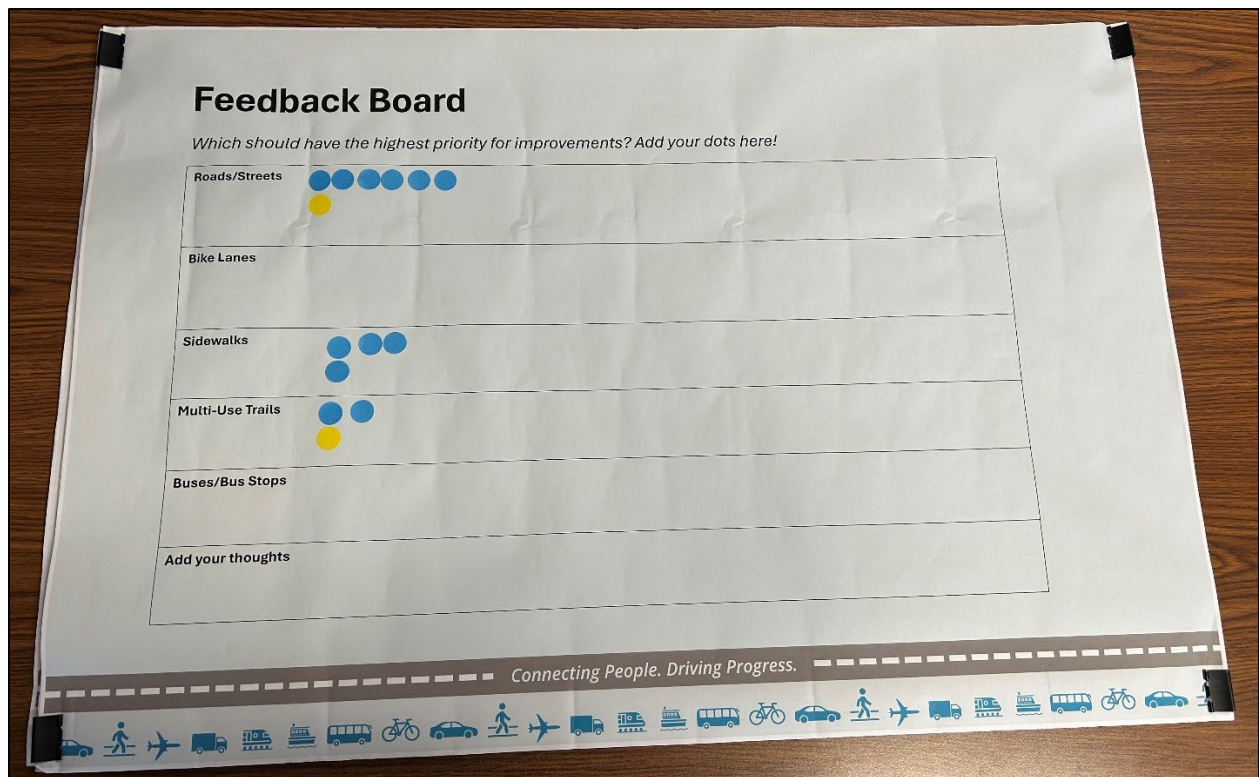 Feedback Board
Which should have the highest priority for improvements? Add your dots here!
Roads/Streets
Bike Lanes
Sidewalks
Multi-Use Trails
Buses/Bus Stops
Add your thoughts
Connecting People. Driving Progress.